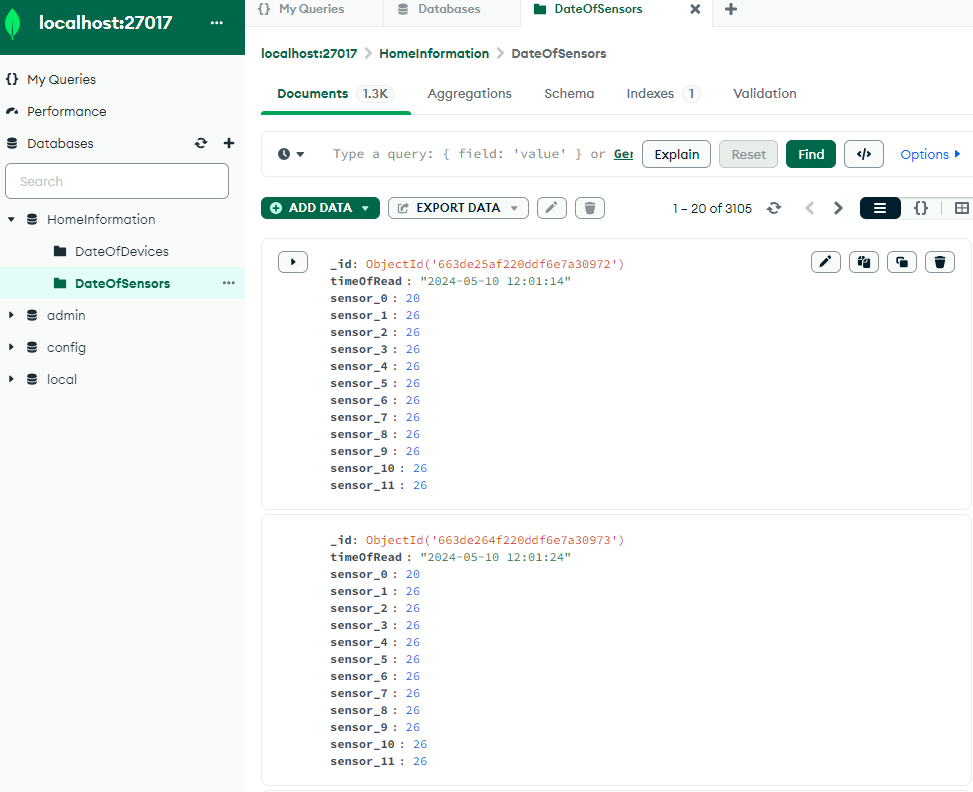 localhost:27017 ...
{} My Queries
Performance
Databases
Search
HomeInformation
DateOfDevices
DateOfSensors ...
admin
config
local
{} My Queries Databases DateOfSensors
localhost:27017 > HomeInformation > DateOfSensors
Documents 1.3K Aggregations Schema Indexes 1 Validation
Type a query: { field: 'value' } or Ger Explain Reset Find </> Options
ADD DATA EXPORT DATA 1 – 20 of 3105 {}
_id: ObjectId('663de25af220ddf6e7a30972')
timeOfRead : "2024-05-10 12:01:14"
sensor_0 : 20
sensor_1 : 26
sensor_2 : 26
sensor_3 : 26
sensor_4 : 26
sensor_5 : 26
sensor_6 : 26
sensor_7 : 26
sensor_8 : 26
sensor_9 : 26
sensor_10 : 26
sensor_11 : 26
_id: ObjectId('663de264f220ddf6e7a30973')
timeOfRead : "2024-05-10 12:01:24"
sensor_0 : 20
sensor_1 : 26
sensor_2 : 26
sensor_3 : 26
sensor_4 : 26
sensor_5 : 26
sensor_6 : 26
sensor_7 : 26
sensor_8 : 26
sensor_9 : 26
sensor_10 : 26
sensor_11 : 26